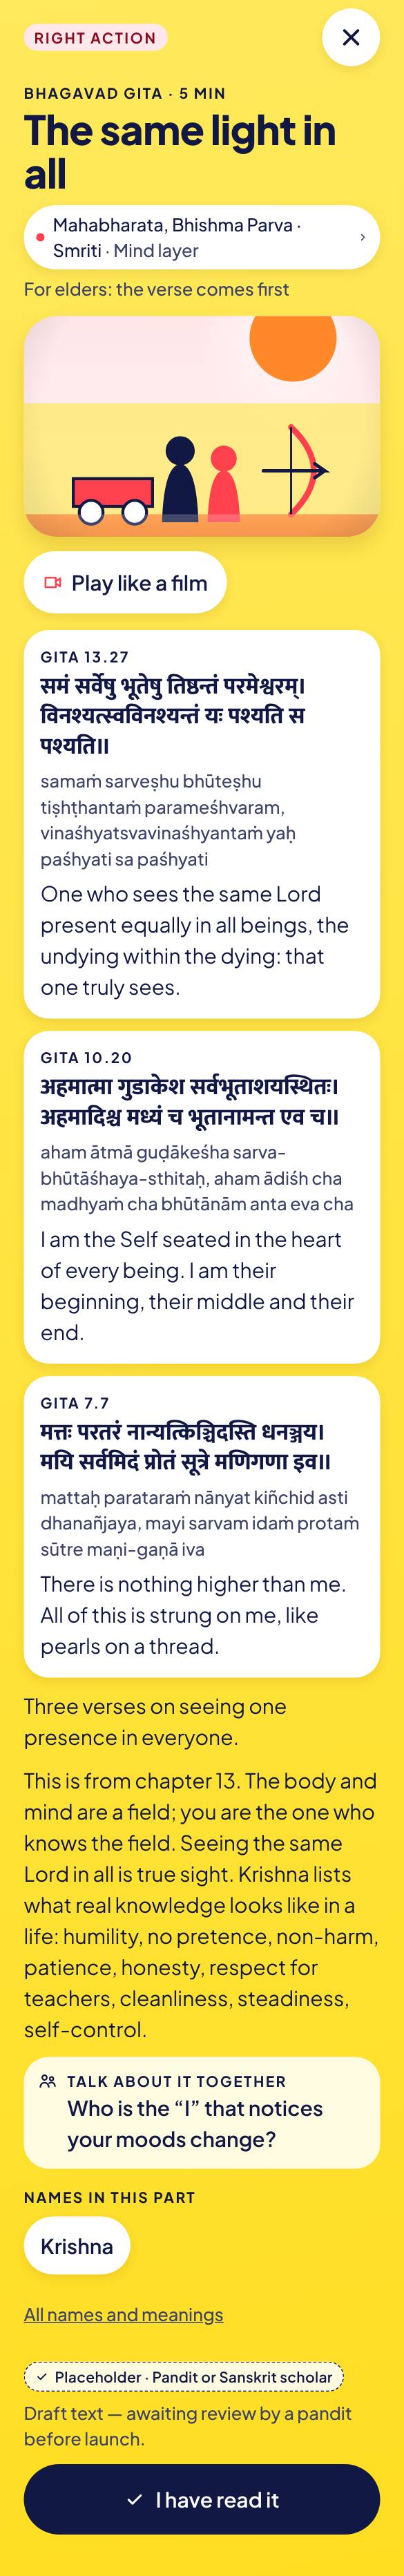 RIGHT ACTION
BHAGAVAD GITA · 5 MIN
The same light in
all
Mahabharata, Bhishma Parva ·
Smriti · Mind layer
For elders: the verse comes first
Play like a film
GITA 13.27
समं सर्वेषु भूतेषु तिष्ठन्तं परमेश्वरम्।
विनश्यत्स्वविनश्यन्तं यः पश्यति स
पश्यति॥
samaṁ sarveṣhu bhūteṣhu
tiṣhṭhantaṁ parameśhvaram,
vinaśhyatsvavinaśhyantaṁ yaḥ
paśhyati sa paśhyati
One who sees the same Lord
present equally in all beings, the
undying within the dying: that
one truly sees.
GITA 10.20
अहमात्मा गुडाकेश सर्वभूताशयस्थितः।
अहमादिश्च मध्यं च भूतानामन्त एव च॥
aham ātmā guḍākeśha sarva-
bhūtāśhaya-sthitaḥ, aham ādiśh cha
madhyaṁ cha bhūtānām anta eva cha
I am the Self seated in the heart
of every being. I am their
beginning, their middle and their
end.
GITA 7.7
मत्तः परतरं नान्यत्किञ्चिदस्ति धनञ्जय।
मयि सर्वमिदं प्रोतं सूत्रे मणिगणा इव॥
mattaḥ parataraṁ nānyat kiñchid asti
dhanañjaya, mayi sarvam idaṁ protaṁ
sūtre maṇi-gaṇā iva
There is nothing higher than me.
All of this is strung on me, like
pearls on a thread.
Three verses on seeing one
presence in everyone.
This is from chapter 13. The body and
mind are a field; you are the one who
knows the field. Seeing the same
Lord in all is true sight. Krishna lists
what real knowledge looks like in a
life: humility, no pretence, non-harm,
patience, honesty, respect for
teachers, cleanliness, steadiness,
self-control.
TALK ABOUT IT TOGETHER
Who is the “I” that notices
your moods change?
NAMES IN THIS PART
Krishna
All names and meanings
Placeholder · Pandit or Sanskrit scholar
Draft text — awaiting review by a pandit
before launch.
I have read it